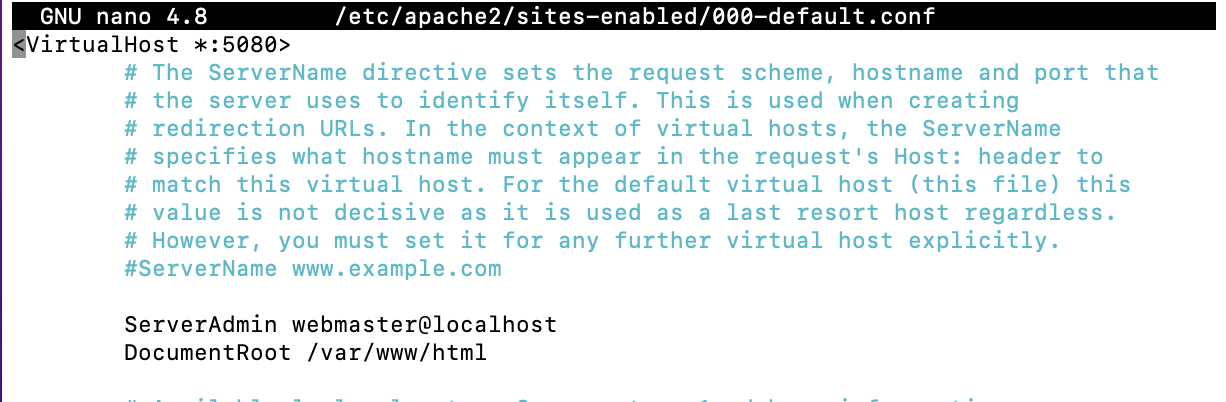 GNU nano 4.8 /etc/apache2/sites-enabled/000-default.conf
<VirtualHost *:5080>
# The ServerName directive sets the request scheme, hostname and port that
# the server uses to identify itself. This is used when creating
# redirection URLs. In the context of virtual hosts, the ServerName
# specifies what hostname must appear in the request's Host: header to
# match this virtual host. For the default virtual host (this file) this
# value is not decisive as it is used as a last resort host regardless.
# However, you must set it for any further virtual host explicitly.
#ServerName www.example.com
ServerAdmin webmaster@localhost
DocumentRoot /var/www/html